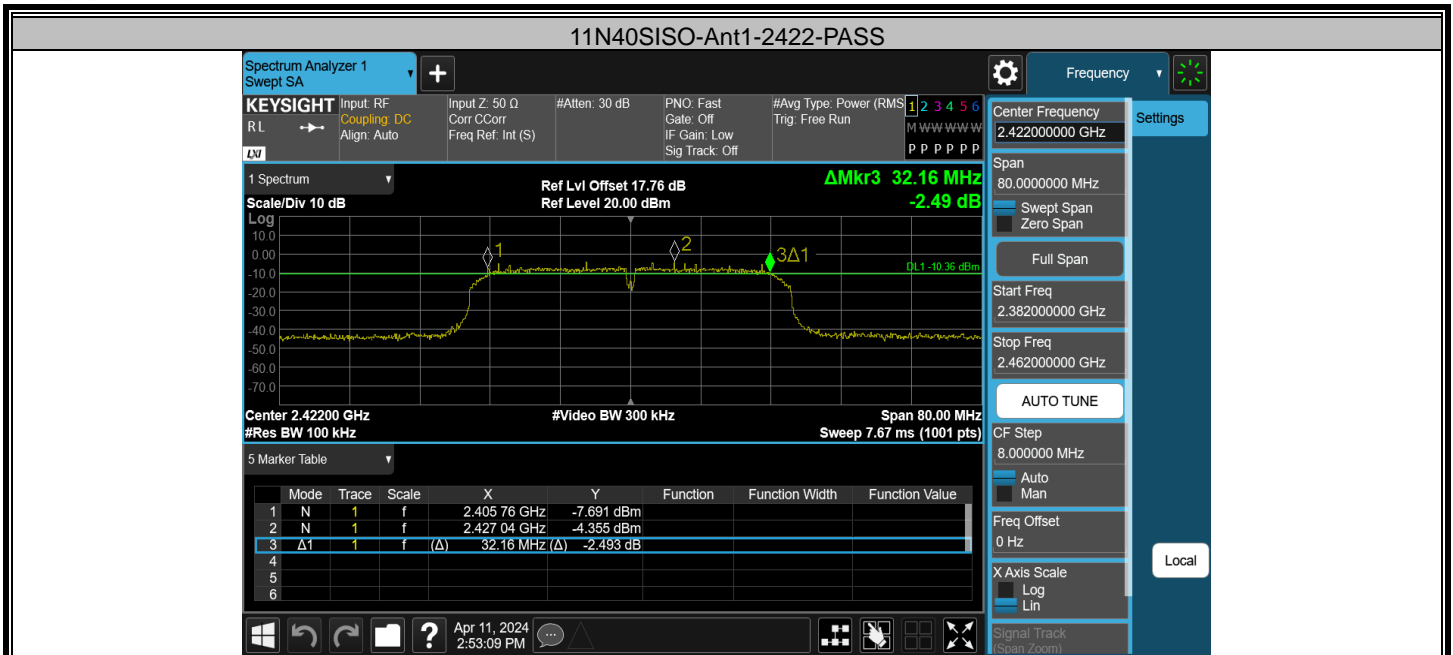 11N40SISO-Ant1-2422-PASS
Spectrum Analyzer 1
Swept SA
+
Frequency
KEYSIGHT
RL
LXI
Input: RF
Coupling: DC
Align: Auto
Input Z: 50 Ω
Corr CCorr
Freq Ref: Int (S)
#Atten: 30 dB
PNO: Fast
Gate: Off
IF Gain: Low
Sig Track: Off
#Avg Type: Power (RMS
Trig: Free Run
1 2 3 4 5 6
M W W W W W
P P P P P P
1 Spectrum
Scale/Div 10 dB
Ref Lvl Offset 17.76 dB
Ref Level 20.00 dBm
ΔMkr3 32.16 MHz
-2.49 dB
Log
10.0
0.00
-10.0
-20.0
-30.0
-40.0
-50.0
-60.0
-70.0
1
2
3Δ1
DL1 -10.36 dBm
Center 2.42200 GHz
#Res BW 100 kHz
#Video BW 300 kHz
Span 80.00 MHz
Sweep 7.67 ms (1001 pts)
5 Marker Table
Mode Trace Scale X Y Function Function Width Function Value
1 N 1 f 2.405 76 GHz -7.691 dBm
2 N 1 f 2.427 04 GHz -4.355 dBm
3 Δ1 1 f (Δ) 32.16 MHz (Δ) -2.493 dB
4
5
6
Apr 11, 2024
2:53:09 PM
?
Center Frequency
2.422000000 GHz
Settings
Span
80.0000000 MHz
Swept Span
Zero Span
Full Span
Start Freq
2.382000000 GHz
Stop Freq
2.462000000 GHz
AUTO TUNE
CF Step
8.000000 MHz
Auto
Man
Freq Offset
0 Hz
X Axis Scale
Log
Lin
Local
Signal Track
(Span Zoom)